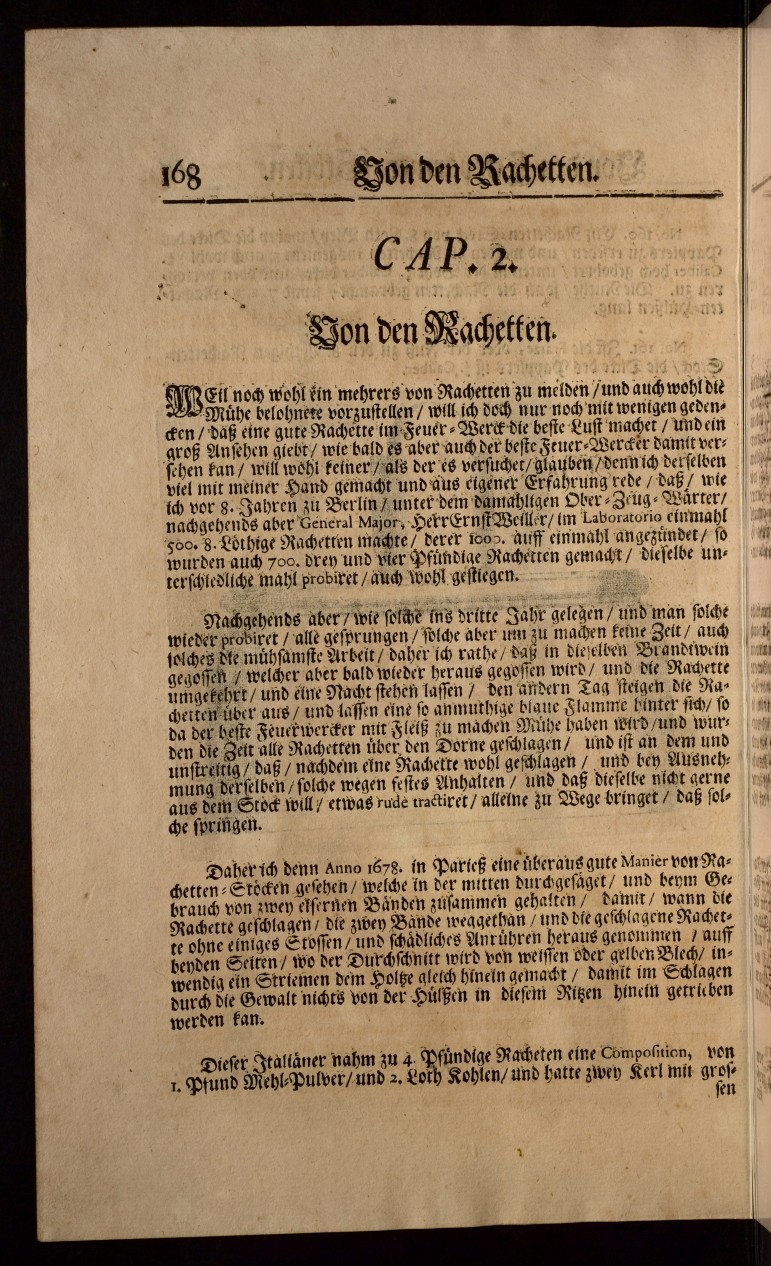 168 Von den Rachetten.
CAP. 2.
Von den Rachetten.
WEil noch wohl ein mehrers von Rachetten zu melden / und auch wohl die
Mühe belohnete vorzustellen / will ich doch nur noch mit wenigen geden-
cken / daß eine gute Rachette im Feuer-Werck die beste Lust machet / und ein
groß Ansehen giebt / wie bald es aber auch der beste Feuer-Wercker damit ver-
sehen kan / will wohl keiner / als der es versuchet / glauben / denn ich derselben
viel mit meiner Hand gemacht und aus eigener Erfahrung rede / daß / wie
ich vor 8. Jahren zu Berlin / unter dem damahligen Ober-Zeug-Wärter /
nachgehends aber General Major, Herr Ernst Weiller / im Laboratorio einmahl
500. 8. Löthige Rachetten machte / derer 1000. auff einmahl angezündet / so
wurden auch 700. drey und vier Pfündige Rachetten gemacht / dieselbe un-
terschiedliche mahl probiret / auch wohl gestiegen.
Nachgehends aber / wie solche ins dritte Jahr gelegen / und man solche
wieder probiret / alle gesprungen / solche aber um zu machen keine Zeit / auch
solches die mühsamste Arbeit / daher ich rathe / daß in dieselben Brandtwein
gegossen / welcher aber bald wieder heraus gegossen wird / und die Rachette
umgekehrt / und eine Nacht stehen lassen / den andern Tag steigen die Ra-
chetten über aus / und lassen eine so anmuthige blaue Flamme hinter sich / so
da der beste Feuerwercker mit Fleiß zu machen Mühe haben wird / und wur-
den die Zeit alle Rachetten über den Dorne geschlagen / und ist an dem und
unstreitig / daß / nachdem eine Rachette wohl geschlagen / und bey Ausneh-
mung derselben / solche wegen festes Anhalten / und daß dieselbe nicht gerne
aus dem Stock will / etwas rude tractiret / alleine zu Wege bringet / daß sol-
che springen.
Daher ich denn Anno 1678. in Parieß eine überaus gute Manier von Ra-
chetten-Stöcken gesehen / welche in der mitten durchgesäget / und beym Ge-
brauch von zwey eisernen Bänden zusammen gehalten / damit / wann die
Rachette geschlagen / die zwey Bände weggethan / und die geschlagene Rachet-
te ohne einiges Stossen / und schädliches Anrühren heraus genommen / auff
beyden Seiten / wo der Durchschnitt wird von weissen oder gelben Blech / in-
wendig ein Striemen dem Holtze gleich hinein gemacht / damit im Schlagen
durch die Gewalt nichts von der Hülßen in diesem Ritzen hinein getrieben
werden kan.
Dieser Italiäner nahm zu 4. Pfündige Racheten eine Composition, von
1. Pfund Mehl-Pulver / und 2. Loth Kohlen / und hatte zwey Kerl mit gros-
sen